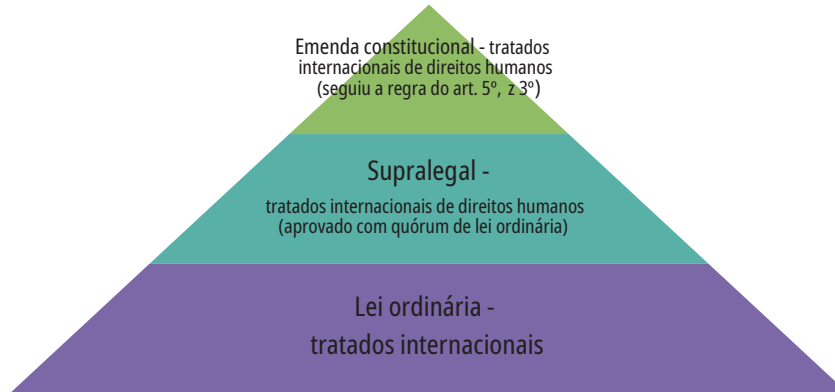 Emenda constitucional - tratados
internacionais de direitos humanos
(seguiu a regra do art. 5º, z 3º)
Supralegal -
tratados internacionais de direitos humanos
(aprovado com quórum de lei ordinária)
Lei ordinária -
tratados internacionais